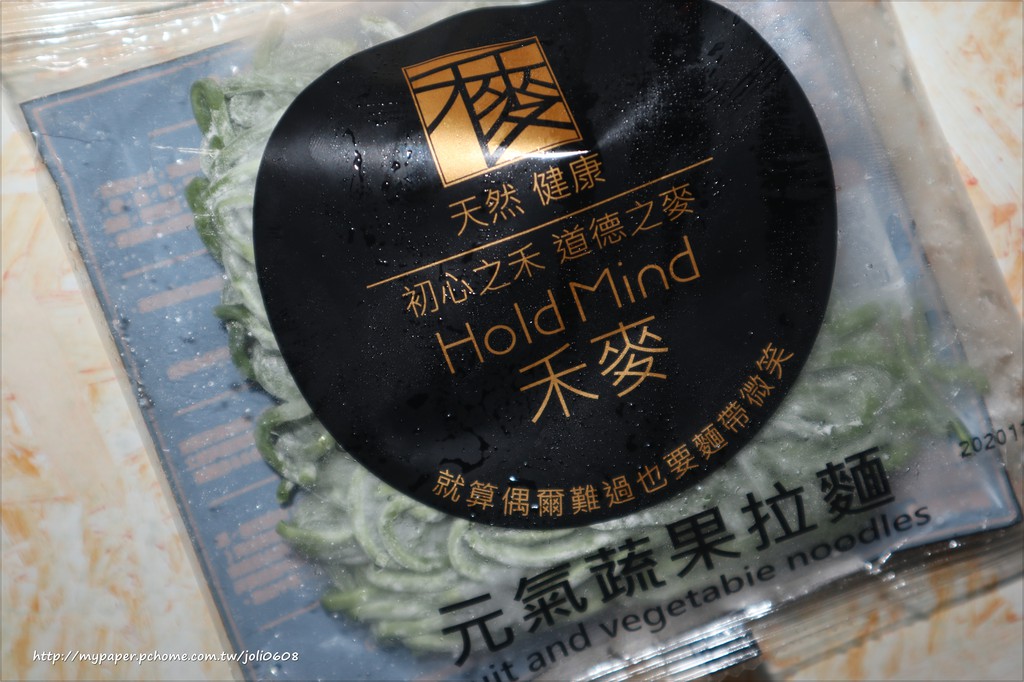 禾麥
天然 健康
初心之禾 道德之麥
HoldMind
禾麥
就算偶爾難過也要麵帶微笑
202011
元氣蔬果拉麵
uit and vegetabie noodles
http://mypaper.pchome.com.tw/joli0608